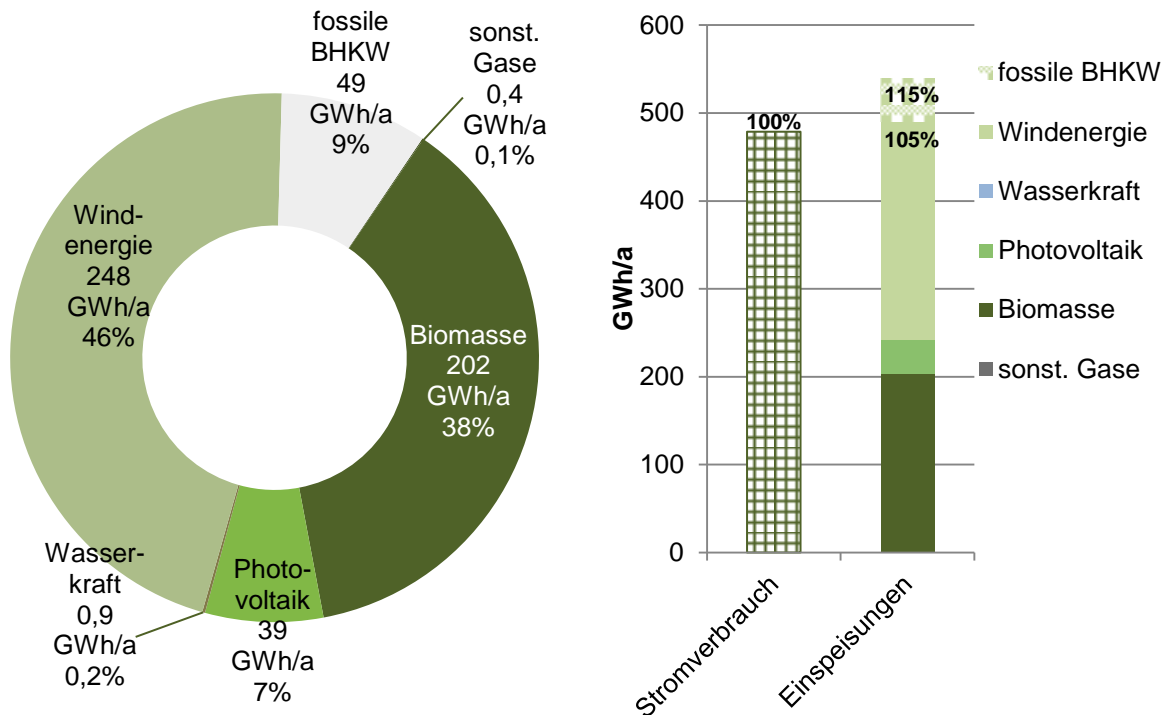 fossile
BHKW
49
GWh/a
9%
sonst.
Gase
0,4
GWh/a
0,1%
Wind-
energie
248
GWh/a
46%
Biomasse
202
GWh/a
38%
Wasser-
kraft
0,9
GWh/a
0,2%
Photo-
voltaik
39
GWh/a
7%
GWh/a
600
500
400
300
200
100
0
100%
115%
105%
Stromverbrauch
Einspeisungen
fossile BHKW
Windenergie
Wasserkraft
Photovoltaik
Biomasse
sonst. Gase